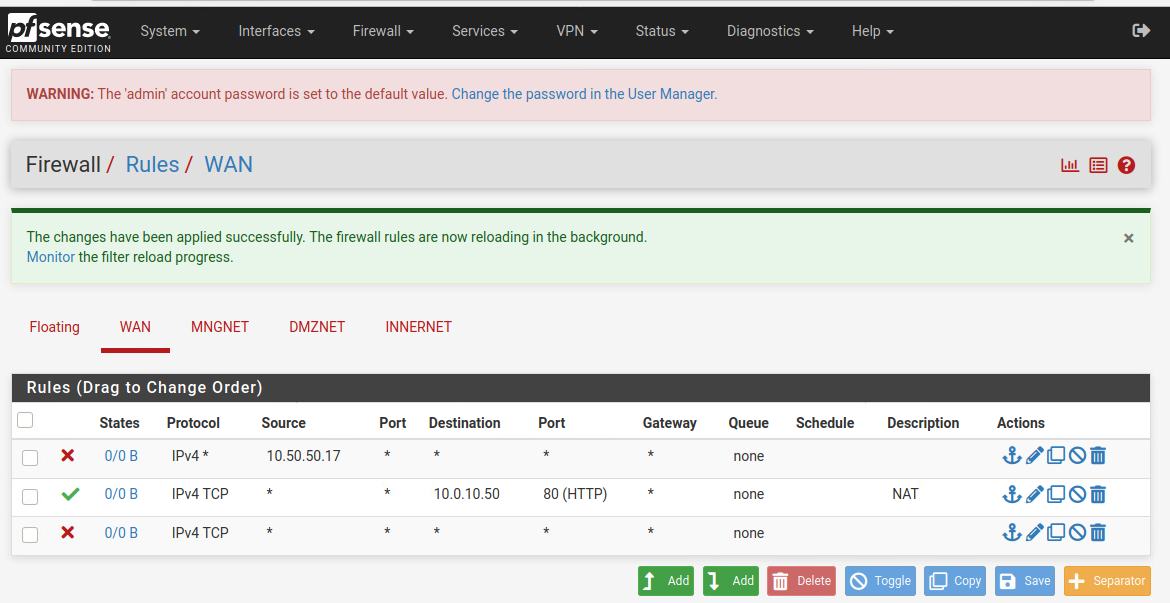 pfsense
COMMUNITY EDITION
System Interfaces Firewall Services VPN Status Diagnostics Help
WARNING: The 'admin' account password is set to the default value. Change the password in the User Manager.
Firewall / Rules / WAN
The changes have been applied successfully. The firewall rules are now reloading in the background.
Monitor the filter reload progress.
Floating WAN MNGNET DMZNET INNERNET
Rules (Drag to Change Order)
States Protocol Source Port Destination Port Gateway Queue Schedule Description Actions
0/0 B IPv4 * 10.50.50.17 * * * * none
0/0 B IPv4 TCP * * 10.0.10.50 80 (HTTP) * none NAT
0/0 B IPv4 TCP * * * * * none
Add Add Delete Toggle Copy Save Separator